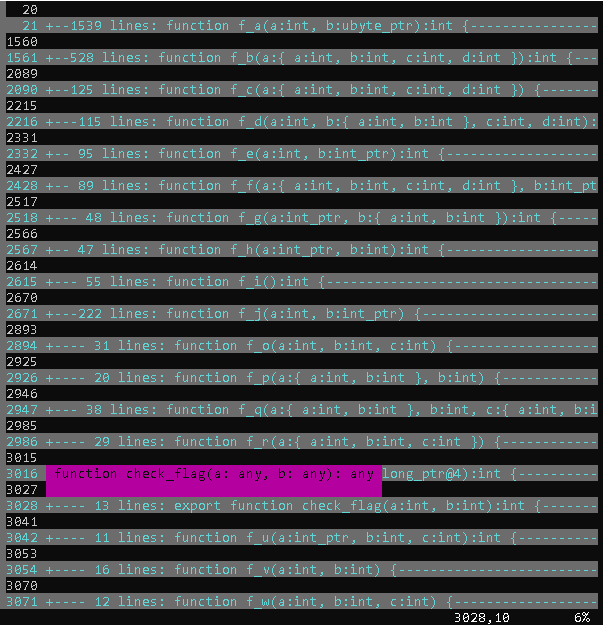 20
21 +--1539 lines: function f_a(a:int, b:ubyte_ptr):int {----------------
1560
1561 +--528 lines: function f_b(a:{ a:int, b:int, c:int, d:int }):int {---
2089
2090 +--125 lines: function f_c(a:{ a:int, b:int, c:int, d:int }) {-------
2215
2216 +---115 lines: function f_d(a:int, b:{ a:int, b:int }, c:int, d:int):
2331
2332 +-- 95 lines: function f_e(a:int, b:int_ptr):int {-------------------
2427
2428 +-- 89 lines: function f_f(a:{ a:int, b:int, c:int, d:int }, b:int_pt
2517
2518 +--- 48 lines: function f_g(a:int_ptr, b:{ a:int, b:int }):int {-----
2566
2567 +-- 47 lines: function f_h(a:int_ptr, b:int):int {-------------------
2614
2615 +--- 55 lines: function f_i():int {----------------------------------
2670
2671 +---222 lines: function f_j(a:int, b:int_ptr) {----------------------
2893
2894 +---- 31 lines: function f_o(a:int, b:int, c:int) {------------------
2925
2926 +---- 20 lines: function f_p(a:{ a:int, b:int }, b:int) {------------
2946
2947 +--- 38 lines: function f_q(a:{ a:int, b:int }, b:int, c:{ a:int, b:i
2985
2986 +---- 29 lines: function f_r(a:{ a:int, b:int, c:int }) {------------
3015
3016 function check_flag(a: any, b: any): any long_ptr@4):int {----------
3027
3028 +---- 13 lines: export function check_flag(a:int, b:int):int {-------
3041
3042 +---- 11 lines: function f_u(a:int_ptr, b:int, c:int):int {----------
3053
3054 +---- 16 lines: function f_v(a:int, b:int) {-------------------------
3070
3071 +---- 12 lines: function f_w(a:int, b:int, c:int) {------------------
3028,10 6%